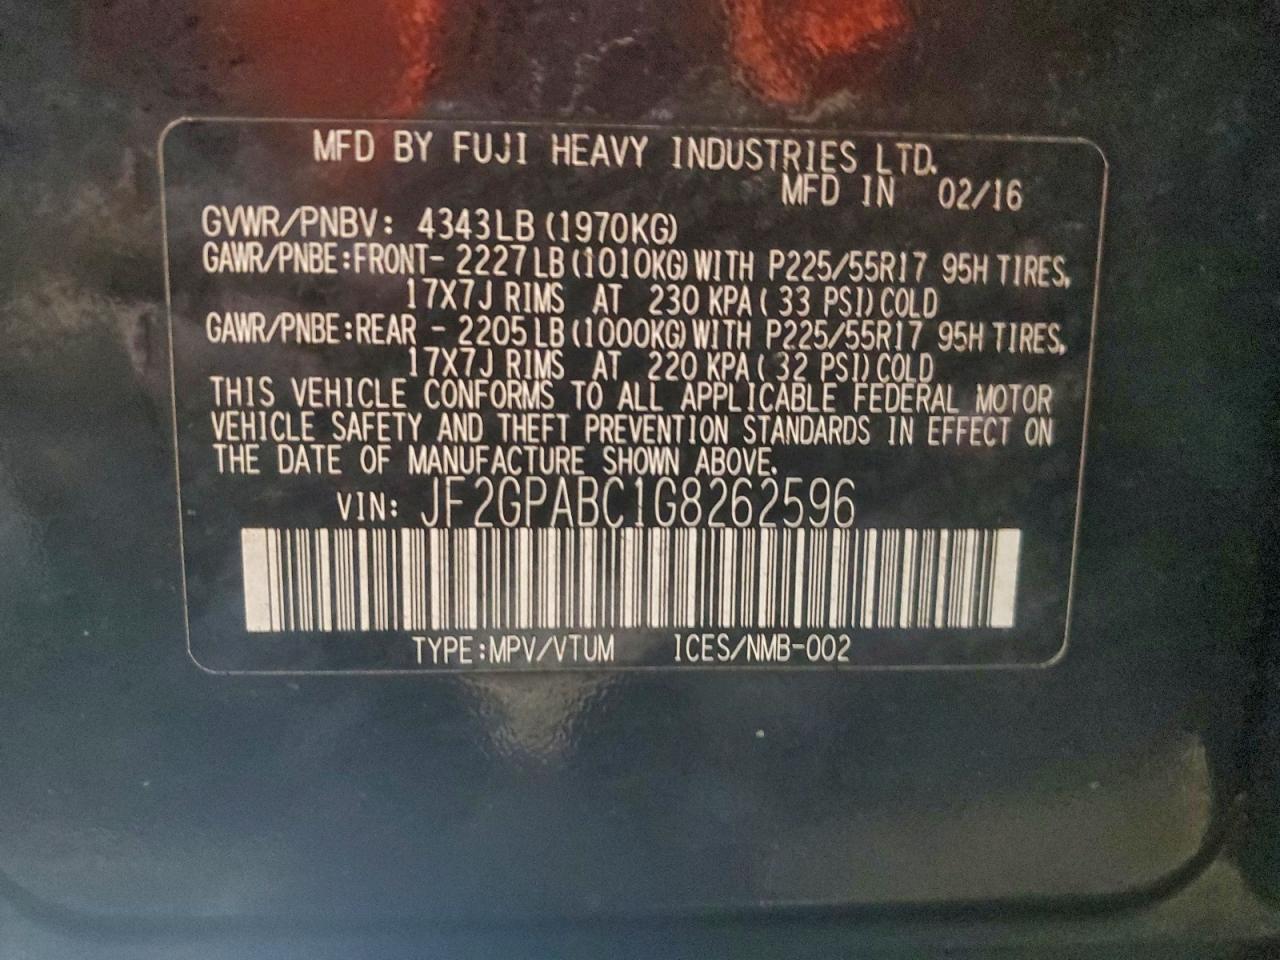 MFD BY FUJI HEAVY INDUSTRIES LTD.
MFD IN 02/16
GVWR/PNBV: 4343LB (1970KG)
GAWR/PNBE:FRONT- 2227LB (1010KG) WITH P225/55R17 95H TIRES,
17X7J RIMS AT 230 KPA ( 33 PSI) COLD
GAWR/PNBE:REAR - 2205LB (1000KG) WITH P225/55R17 95H TIRES,
17X7J RIMS AT 220 KPA ( 32 PSI) COLD
THIS VEHICLE CONFORMS TO ALL APPLICABLE FEDERAL MOTOR
VEHICLE SAFETY AND THEFT PREVENTION STANDARDS IN EFFECT ON
THE DATE OF MANUFACTURE SHOWN ABOVE.
VIN: JF2GPABC1G8262596
TYPE:MPV/VTUM ICES/NMB-002